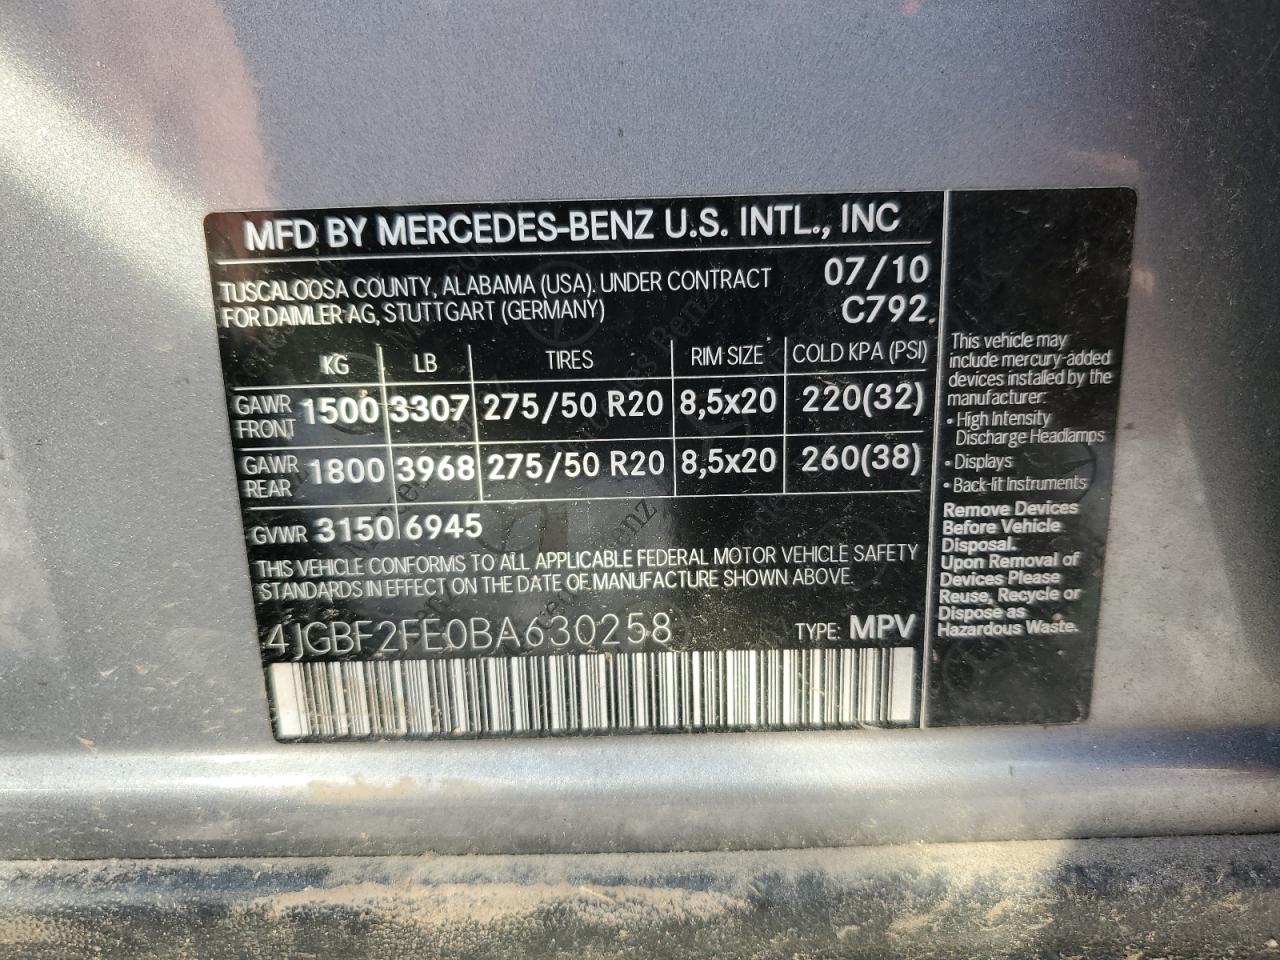 MFD BY MERCEDES-BENZ U.S. INTL., INC
TUSCALOOSA COUNTY, ALABAMA (USA). UNDER CONTRACT 07/10
FOR DAIMLER AG, STUTTGART (GERMANY) C792
KG LB TIRES RIM SIZE COLD KPA (PSI)
GAWR FRONT 1500 3307 275/50 R20 8,5x20 220(32)
GAWR REAR 1800 3968 275/50 R20 8,5x20 260(38)
GVWR 3150 6945
THIS VEHICLE CONFORMS TO ALL APPLICABLE FEDERAL MOTOR VEHICLE SAFETY
STANDARDS IN EFFECT ON THE DATE OF MANUFACTURE SHOWN ABOVE.
4JGBF2FE0BA630258 TYPE: MPV
This vehicle may
include mercury-added
devices installed by the
manufacturer:
• High Intensity
Discharge Headlamps
• Displays
• Back-lit Instruments
Remove Devices
Before Vehicle
Disposal.
Upon Removal of
Devices Please
Reuse, Recycle or
Dispose as
Hazardous Waste.